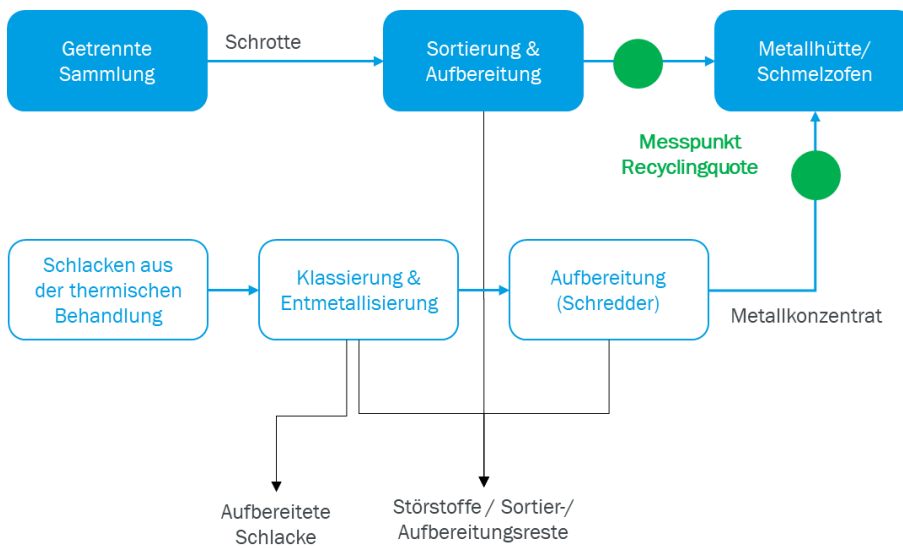 Getrennte
Sammlung
Schrotte
Sortierung &
Aufbereitung
Metallhütte/
Schmelzofen
Messpunkt
Recyclingquote
Schlacken aus
der thermischen
Behandlung
Klassierung &
Entmetallisierung
Aufbereitung
(Schredder)
Metallkonzentrat
Aufbereitete
Schlacke
Störstoffe / Sortier-/
Aufbereitungsreste